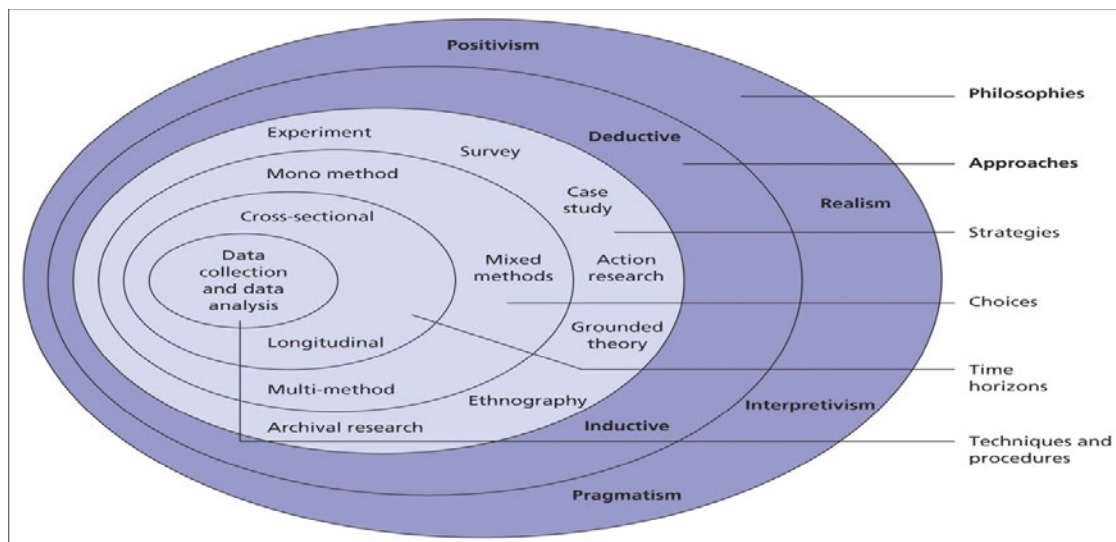 Positivism
Philosophies
Experiment
Deductive
Survey
Approaches
Mono method
Case
study
Realism
Cross-sectional
Strategies
Data
collection
and data
analysis
Mixed
methods
Action
research
Choices
Grounded
theory
Longitudinal
Time
horizons
Multi-method
Ethnography
Interpretivism
Archival research
Inductive
Techniques and
procedures
Pragmatism